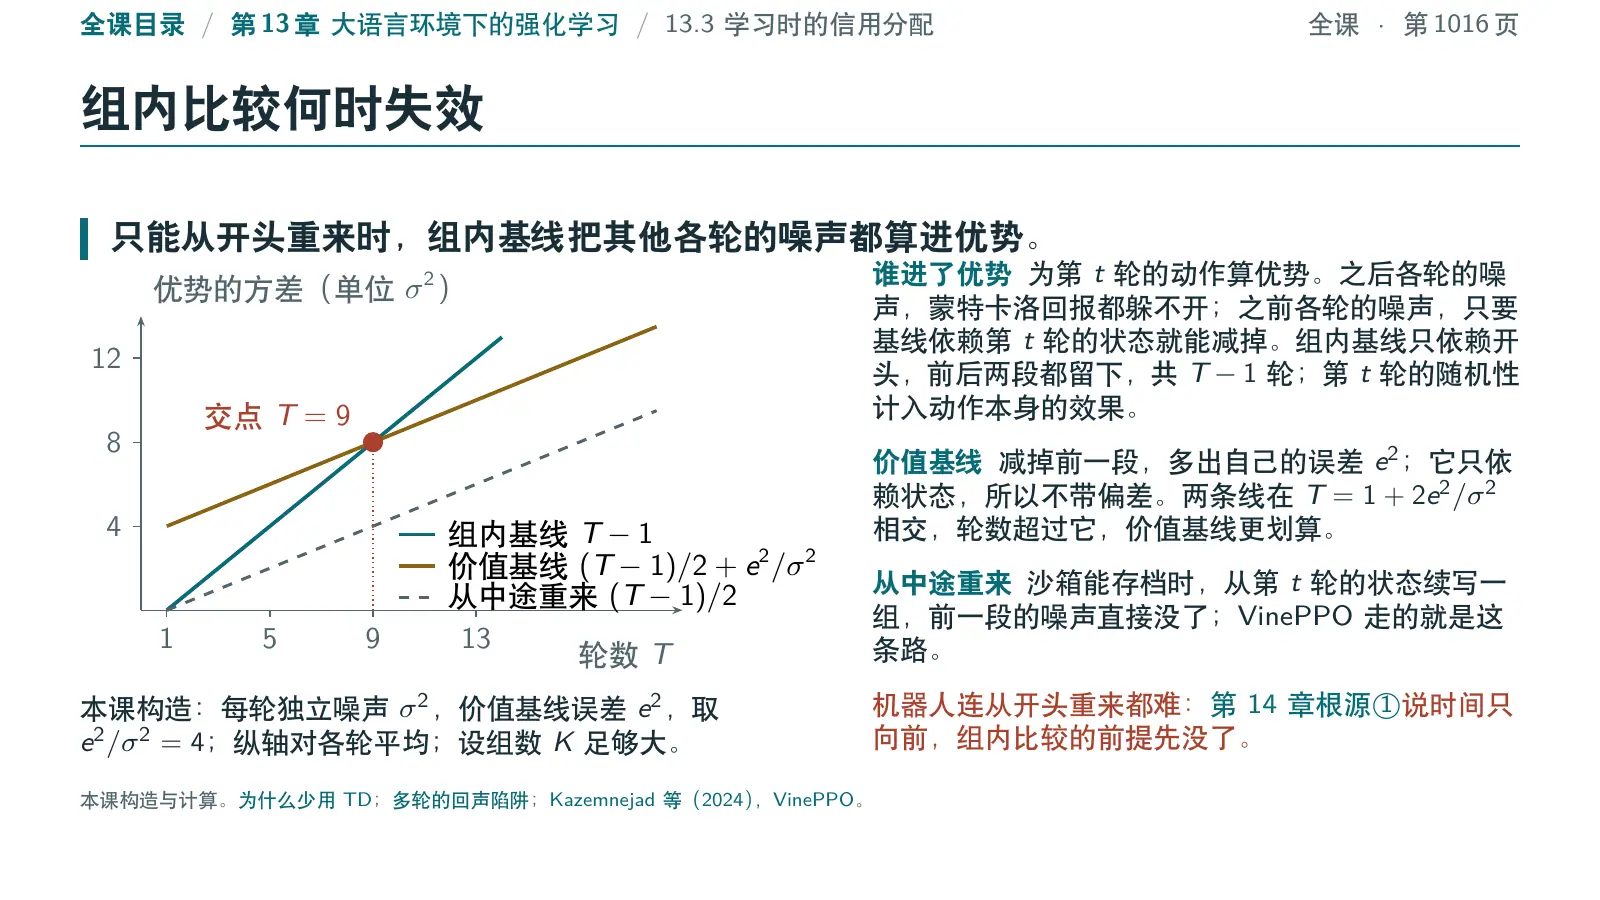 全课目录 / 第13章 大语言环境下的强化学习 / 13.3 学习时的信用分配
全课 · 第1016页
组内比较何时失效
只能从开头重来时，组内基线把其他各轮的噪声都算进优势。
优势的方差（单位 σ²）
12
8
4
交点 T = 9
组内基线 T − 1
价值基线 (T − 1)/2 + e²/σ²
从中途重来 (T − 1)/2
1 5 9 13
轮数 T
本课构造：每轮独立噪声 σ²，价值基线误差 e²，取
e²/σ² = 4；纵轴对各轮平均；设组数 K 足够大。
谁进了优势 为第 t 轮的动作算优势。之后各轮的噪
声，蒙特卡洛回报都躲不开；之前各轮的噪声，只要
基线依赖第 t 轮的状态就能减掉。组内基线只依赖开
头，前后两段都留下，共 T − 1 轮；第 t 轮的随机性
计入动作本身的效果。
价值基线 减掉前一段，多出自己的误差 e²；它只依
赖状态，所以不带偏差。两条线在 T = 1 + 2e²/σ²
相交，轮数超过它，价值基线更划算。
从中途重来 沙箱能存档时，从第 t 轮的状态续写一
组，前一段的噪声直接没了；VinePPO 走的就是这
条路。
机器人连从开头重来都难：第 14 章根源①说时间只
向前，组内比较的前提先没了。
本课构造与计算。为什么少用 TD；多轮的回声陷阱；Kazemnejad 等（2024），VinePPO。